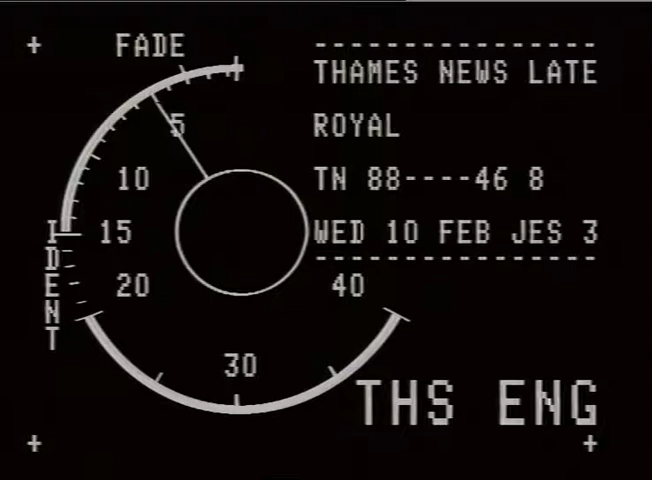 FADE
THAMES NEWS LATE
ROYAL
TN 88----46 8
WED 10 FEB JES 3
5
10
15
20
30
40
IDENT
THS ENG